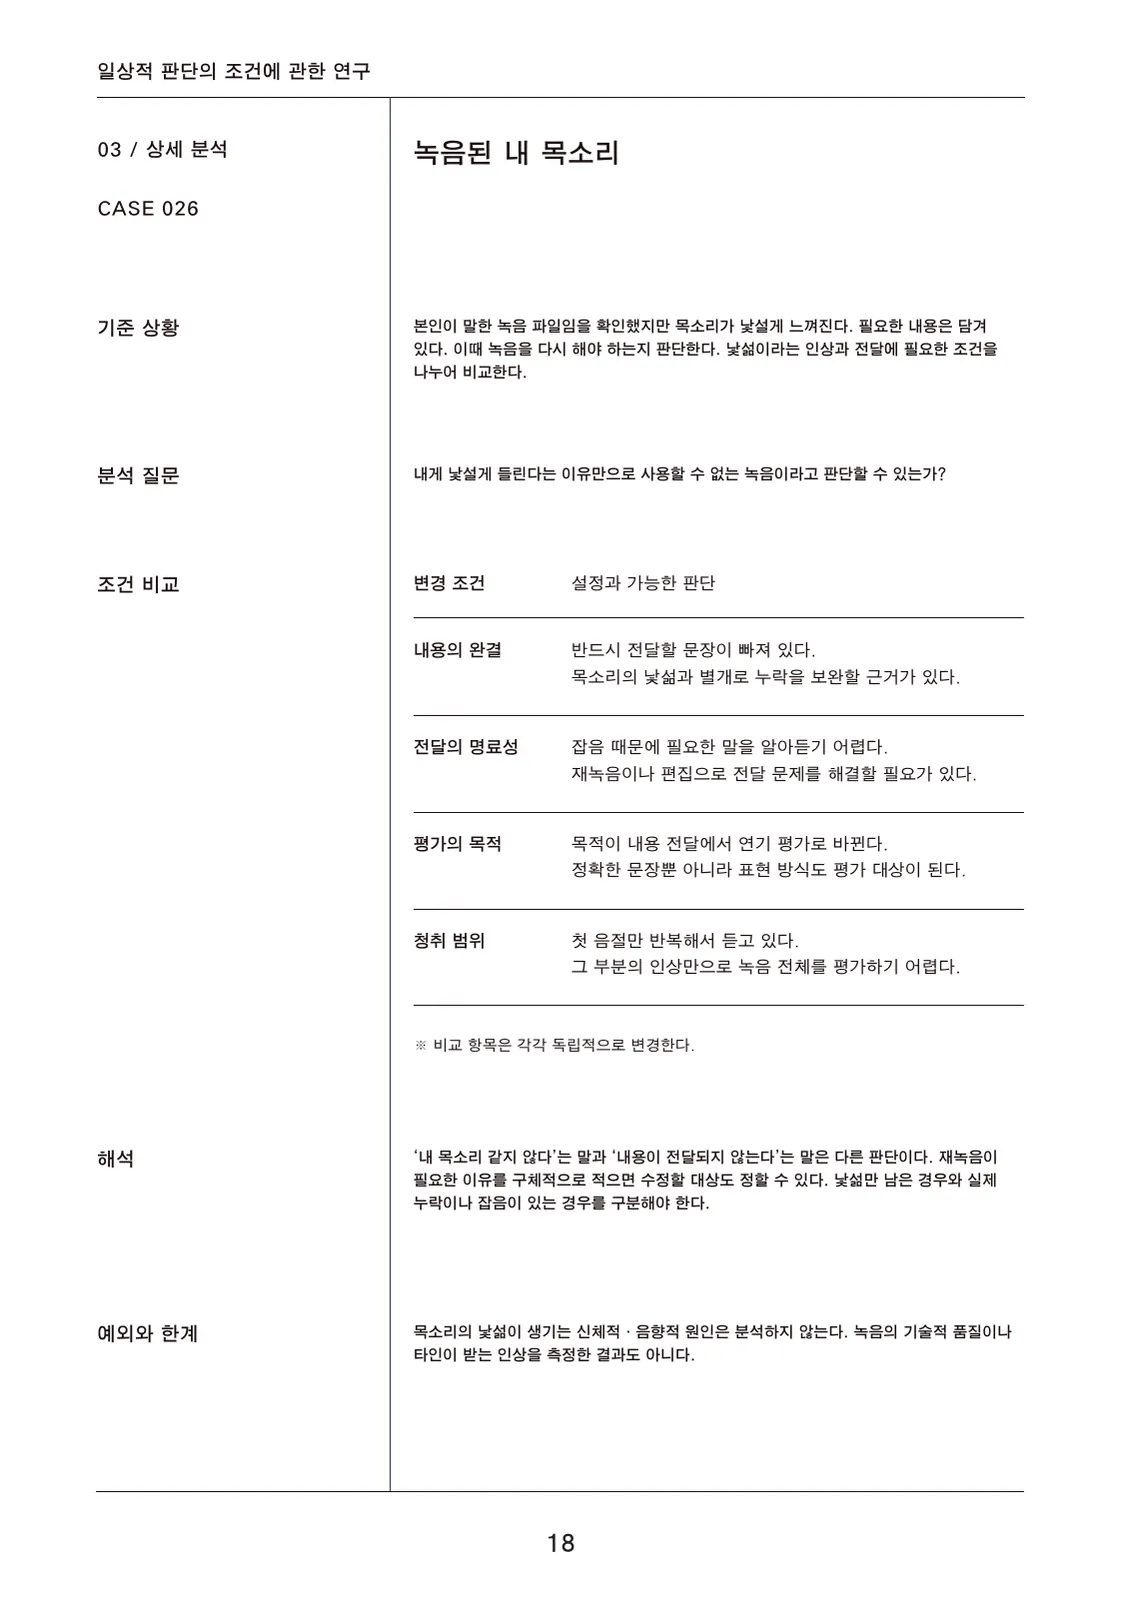 일상적 판단의 조건에 관한 연구
03 / 상세 분석
녹음된 내 목소리
CASE 026
기준 상황
본인이 말한 녹음 파일임을 확인했지만 목소리가 낯설게 느껴진다. 필요한 내용은 담겨
있다. 이때 녹음을 다시 해야 하는지 판단한다. 낯섦이라는 인상과 전달에 필요한 조건을
나누어 비교한다.
분석 질문
내게 낯설게 들린다는 이유만으로 사용할 수 없는 녹음이라고 판단할 수 있는가?
조건 비교
변경 조건 설정과 가능한 판단
내용의 완결 반드시 전달할 문장이 빠져 있다.
목소리의 낯섦과 별개로 누락을 보완할 근거가 있다.
전달의 명료성 잡음 때문에 필요한 말을 알아듣기 어렵다.
재녹음이나 편집으로 전달 문제를 해결할 필요가 있다.
평가의 목적 목적이 내용 전달에서 연기 평가로 바뀐다.
정확한 문장뿐 아니라 표현 방식도 평가 대상이 된다.
청취 범위 첫 음절만 반복해서 듣고 있다.
그 부분의 인상만으로 녹음 전체를 평가하기 어렵다.
※ 비교 항목은 각각 독립적으로 변경한다.
해석
‘내 목소리 같지 않다’는 말과 ‘내용이 전달되지 않는다’는 말은 다른 판단이다. 재녹음이
필요한 이유를 구체적으로 적으면 수정할 대상도 정할 수 있다. 낯섦만 남은 경우와 실제
누락이나 잡음이 있는 경우를 구분해야 한다.
예외와 한계
목소리의 낯섦이 생기는 신체적 · 음향적 원인은 분석하지 않는다. 녹음의 기술적 품질이나
타인이 받는 인상을 측정한 결과도 아니다.
18